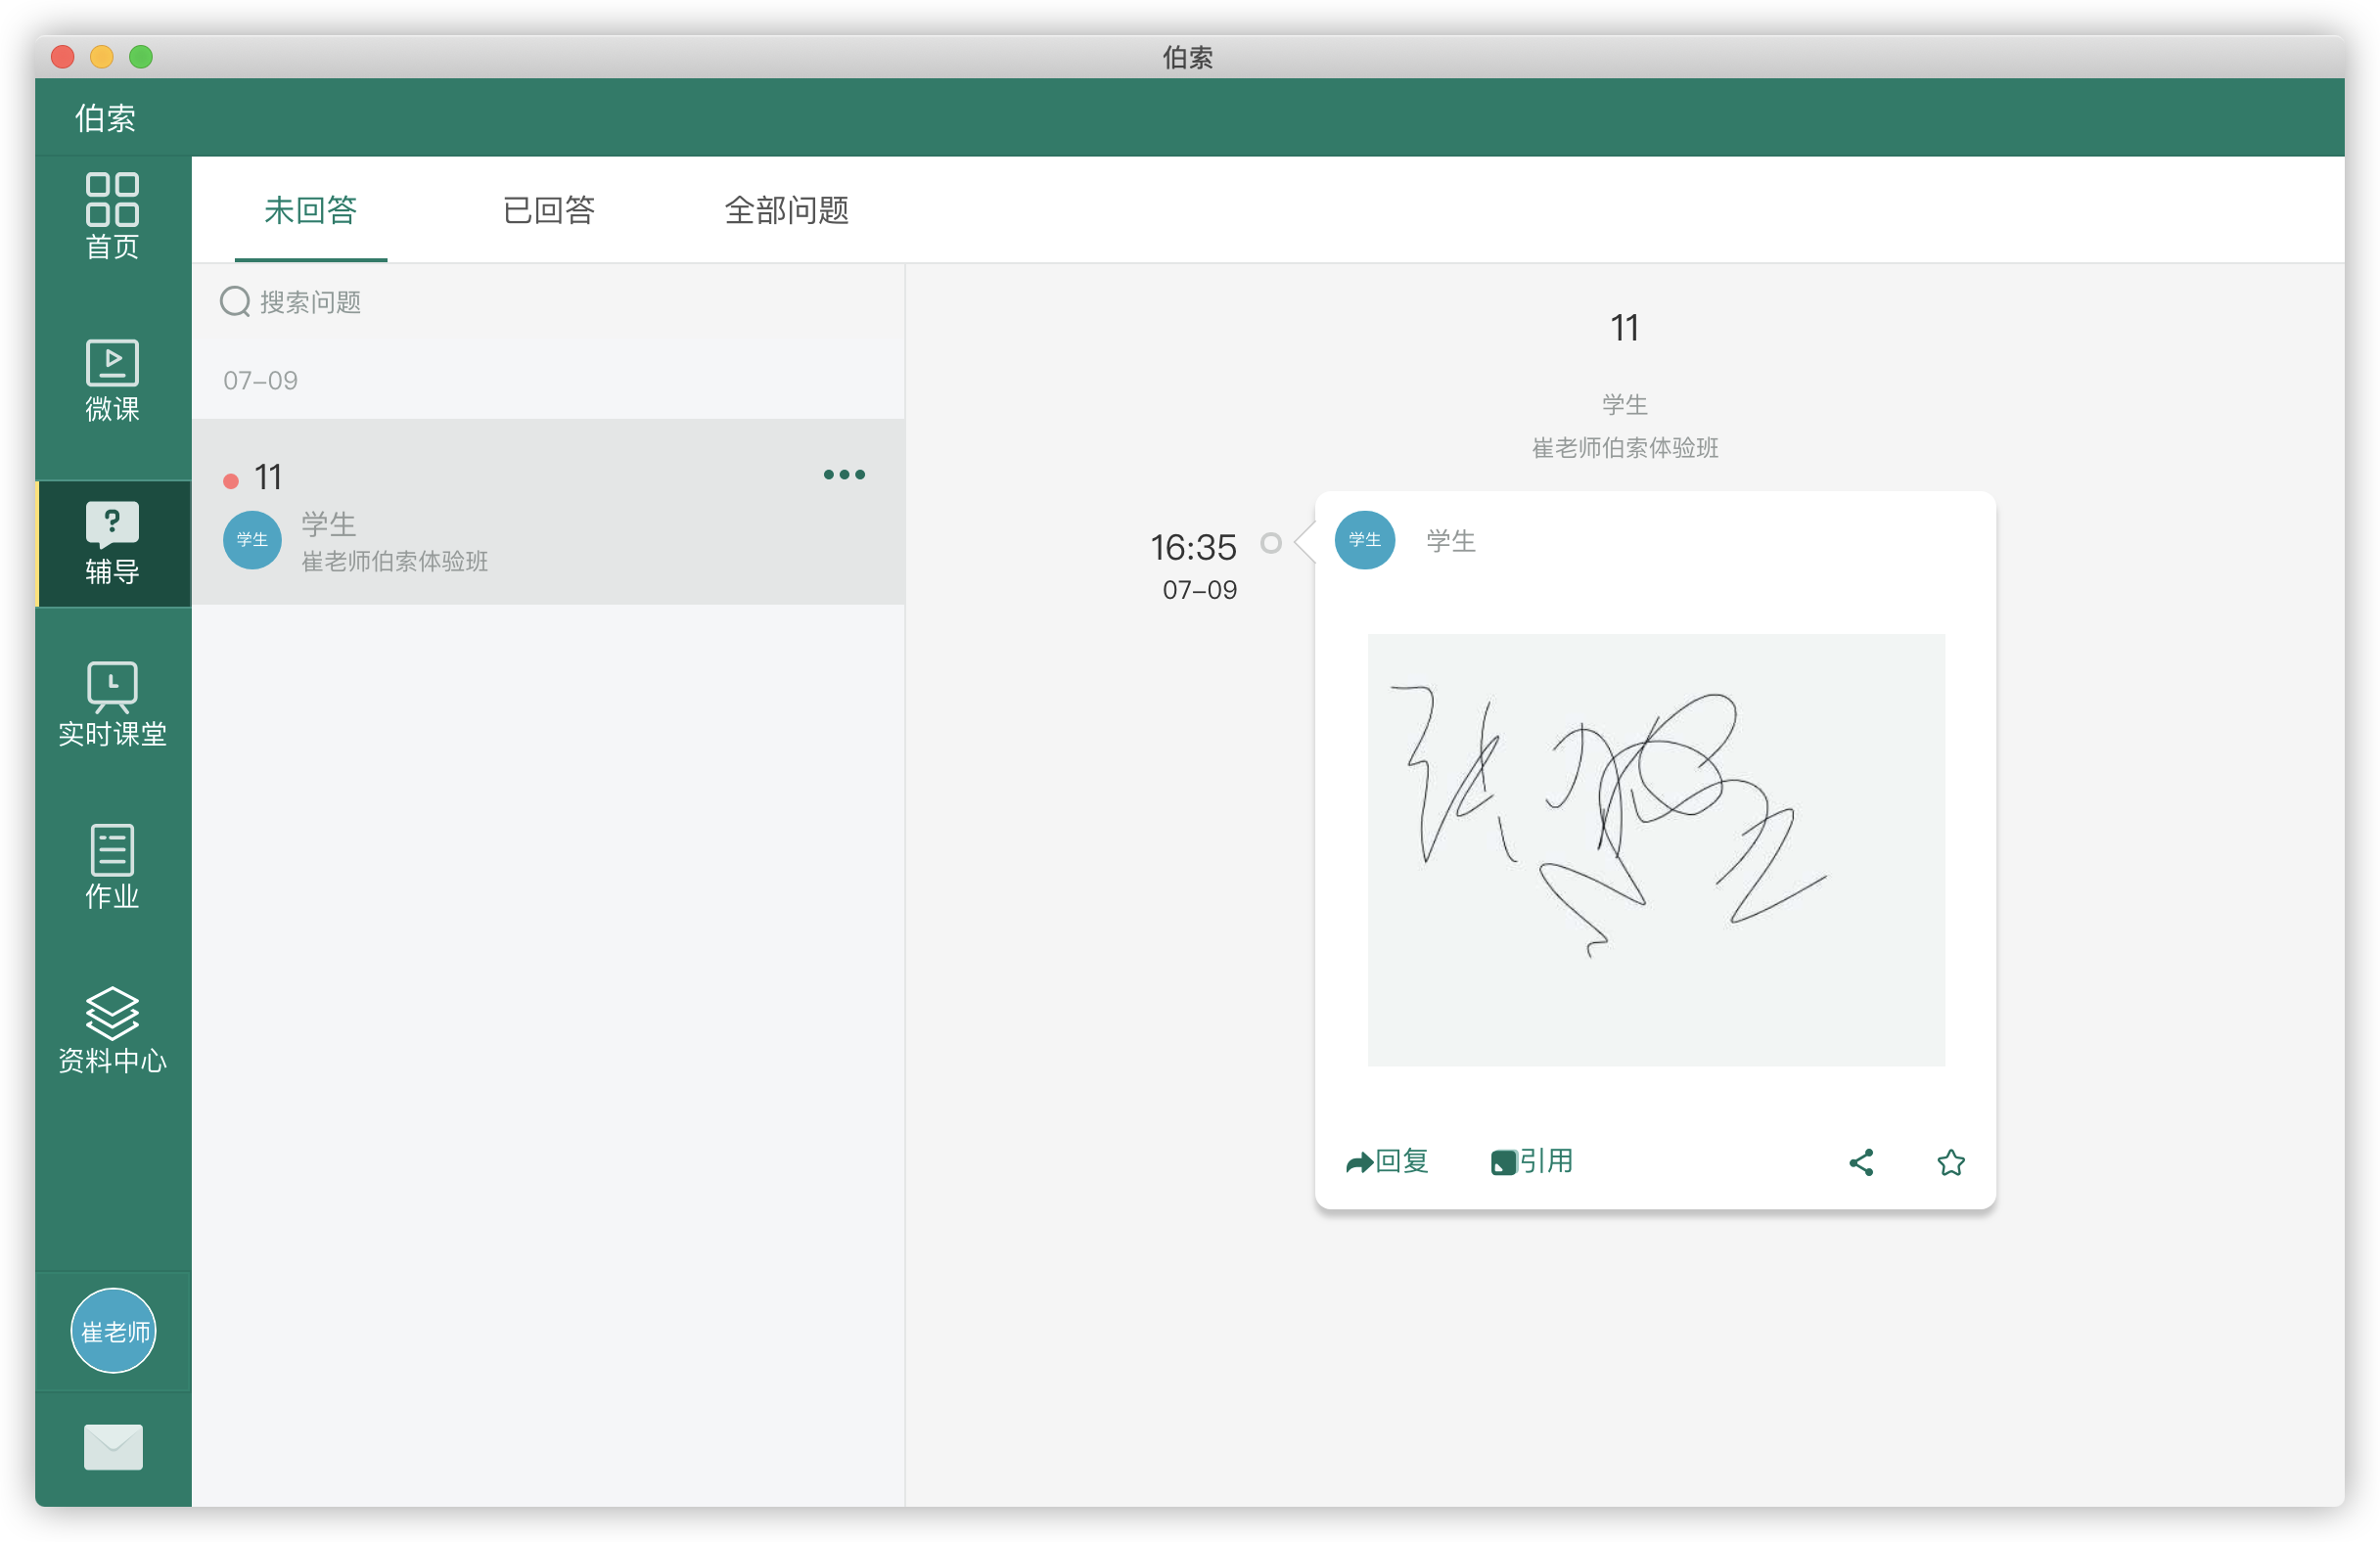 伯索
伯索
首页
微课
辅导
实时课堂
作业
资料中心
崔老师
未回答
已回答
全部问题
搜索问题
07-09
11
学生
学生
崔老师伯索体验班
11
学生
崔老师伯索体验班
16:35
07-09
学生
学生
回复
引用